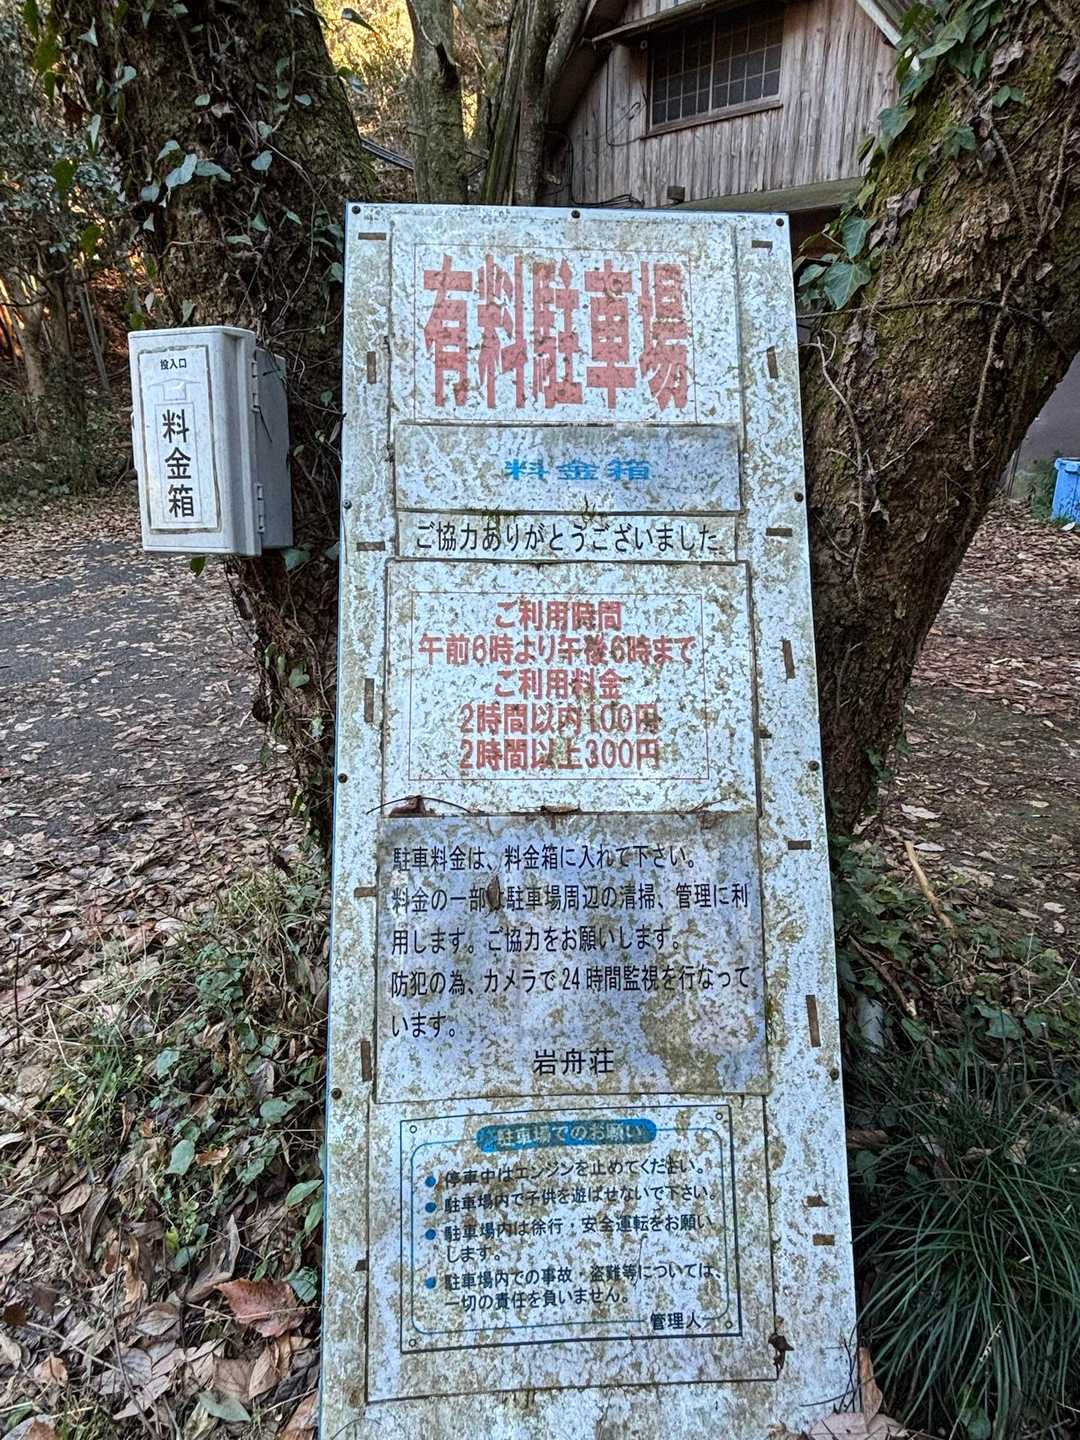 投入口
料金箱
有料駐車場
料金箱
ご協力ありがとうございました
ご利用時間
午前6時より午後6時まで
ご利用料金
2時間以内100円
2時間以上300円
駐車料金は、料金箱に入れて下さい。
料金の一部は駐車場周辺の清掃、管理に利
用します。ご協力をお願いします。
防犯の為、カメラで24時間監視を行なって
います。
岩舟荘
駐車場でのお願い
● 停車中はエンジンを止めてください。
● 駐車場内で子供を遊ばせないで下さい。
● 駐車場内は徐行・安全運転をお願い
します。
● 駐車場内での事故・盗難等については、
一切の責任を負いません。
管理人